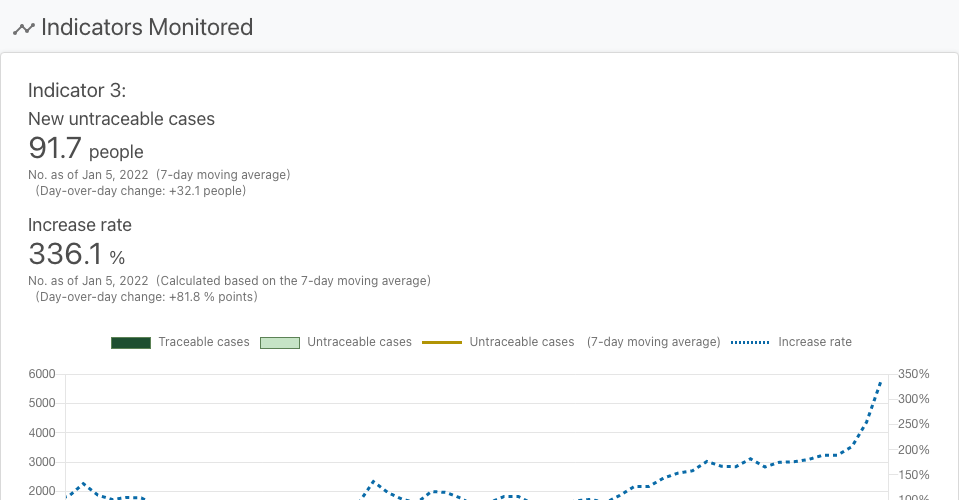 Indicators Monitored
Indicator 3:
New untraceable cases
91.7 people
No. as of Jan 5, 2022 (7-day moving average)
(Day-over-day change: +32.1 people)
Increase rate
336.1 %
No. as of Jan 5, 2022 (Calculated based on the 7-day moving average)
(Day-over-day change: +81.8 % points)
Traceable cases Untraceable cases Untraceable cases (7-day moving average) Increase rate
6000 350%
5000 300%
4000 250%
3000 200%
2000 150%
100%